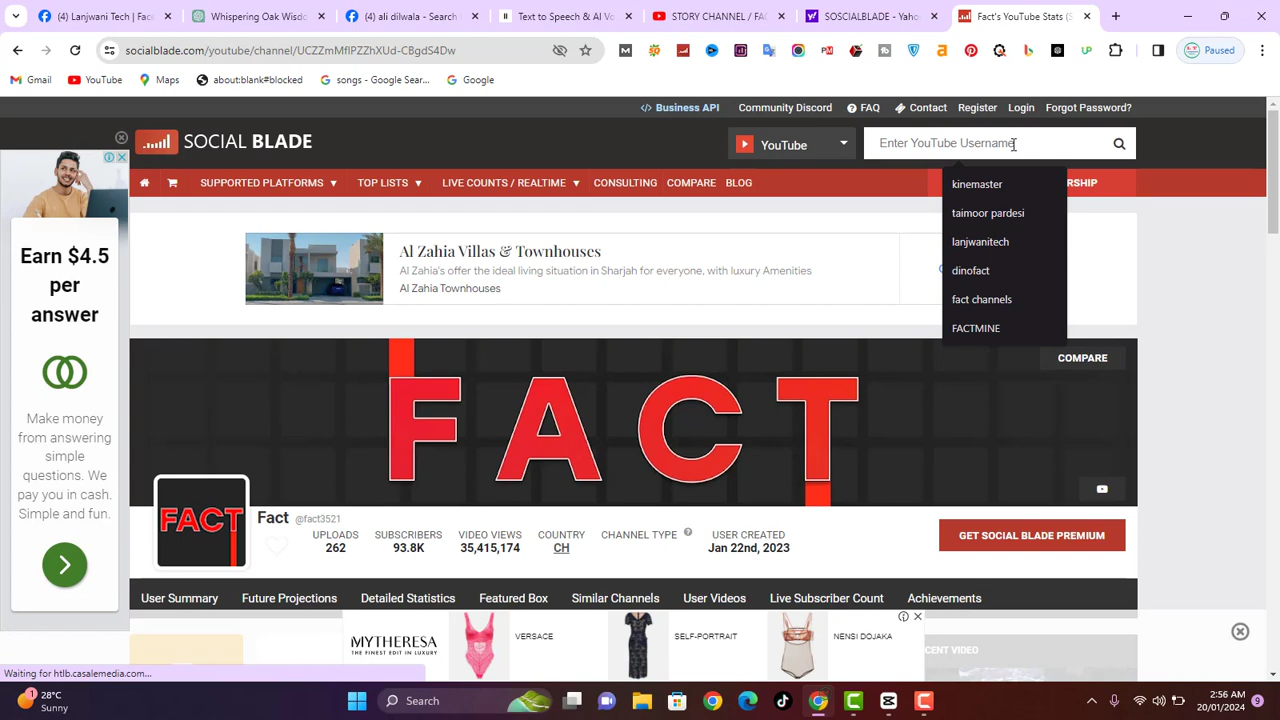 Lanjwani Tech | Face
Whispering Of Wisdo
ali dilwala - Search
Text to Speech & AI Vo
STORY CHANNEL / FAC
SOSCIALBLADE - Yahoo
Fact's YouTube Stats (S
socialblade.com/youtube/channel/UCZZmMfIPZZhXUd-CBgdS4Dw
Paused
Gmail
YouTube
Maps
about:blank#blocked
songs - Google Sear...
Google
</> Business API
Community Discord
FAQ
Contact
Register
Login
Forgot Password?
SOCIAL BLADE
YouTube
Enter YouTube Username
SUPPORTED PLATFORMS
TOP LISTS
LIVE COUNTS / REALTIME
CONSULTING
COMPARE
BLOG
RSHIP
kinemaster
taimoor pardesi
lanjwanitech
dinofact
fact channels
FACTMINE
Earn $4.5
per
answer
Make money
from answering
simple
questions. We
pay you in cash.
Simple and fun.
Al Zahia Villas & Townhouses
Al Zahia's offer the ideal living situation in Sharjah for everyone, with luxury Amenities
Al Zahia Townhouses
COMPARE
FACT
FACT
Fact @fact3521
UPLOADS
262
SUBSCRIBERS
93.8K
VIDEO VIEWS
35,415,174
COUNTRY
CH
CHANNEL TYPE
USER CREATED
Jan 22nd, 2023
GET SOCIAL BLADE PREMIUM
User Summary
Future Projections
Detailed Statistics
Featured Box
Similar Channels
User Videos
Live Subscriber Count
Achievements
MYTHERESA
THE FINEST EDIT IN LUXURY
VERSACE
SELF-PORTRAIT
NENSI DOJAKA
CENT VIDEO
Waiting for htlb.casalemedia.com...
28°C
Sunny
Search
2:56 AM
20/01/2024